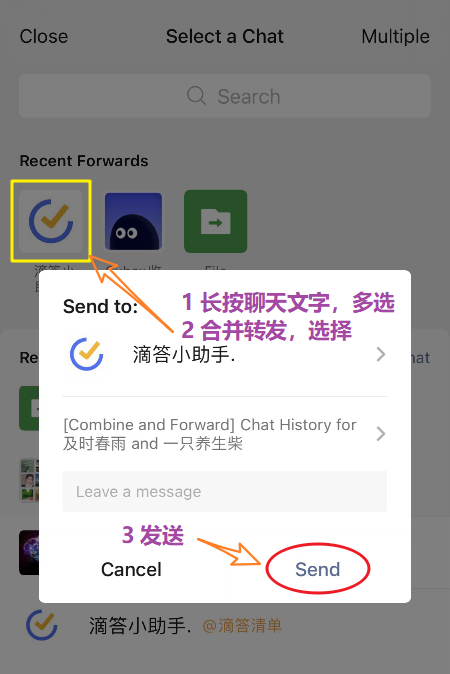 Close
Select a Chat
Multiple
Search
Recent Forwards
滴答小
收
File
Send to:
1 长按聊天文字，多选
2 合并转发，选择
滴答小助手.
Re
hat
[Combine and Forward] Chat History for
及时春雨 and 一只养生柴
Leave a message
3 发送
Cancel
Send
滴答小助手. @滴答清单